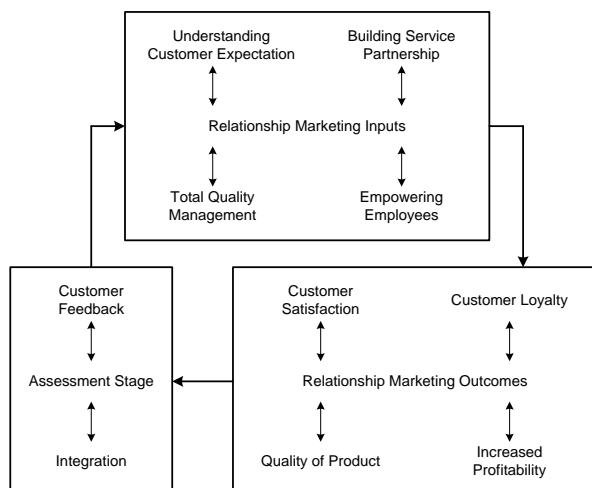 Understanding
Customer Expectation
Building Service
Partnership
Relationship Marketing Inputs
Total Quality
Management
Empowering
Employees
Customer
Feedback
Assessment Stage
Integration
Customer
Satisfaction
Customer Loyalty
Relationship Marketing Outcomes
Quality of Product
Increased
Profitability